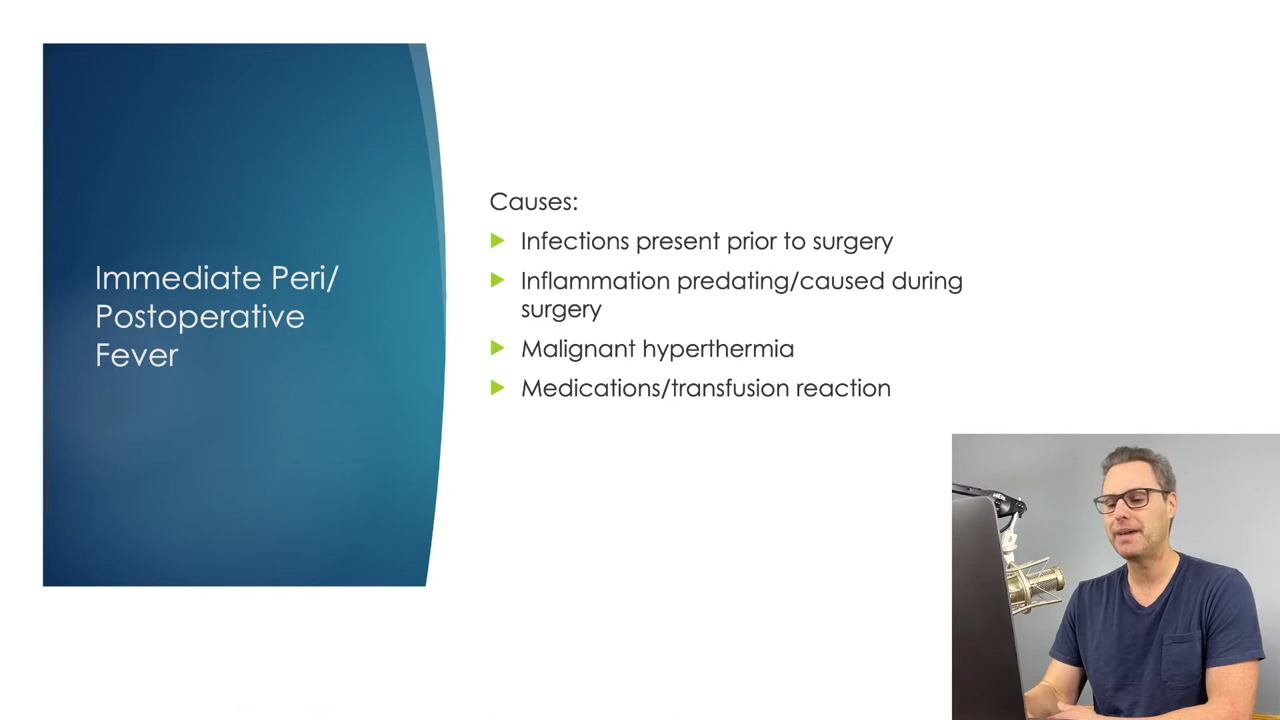 Immediate Peri/
Postoperative
Fever
Causes:
Infections present prior to surgery
Inflammation predating/caused during
surgery
Malignant hyperthermia
Medications/transfusion reaction